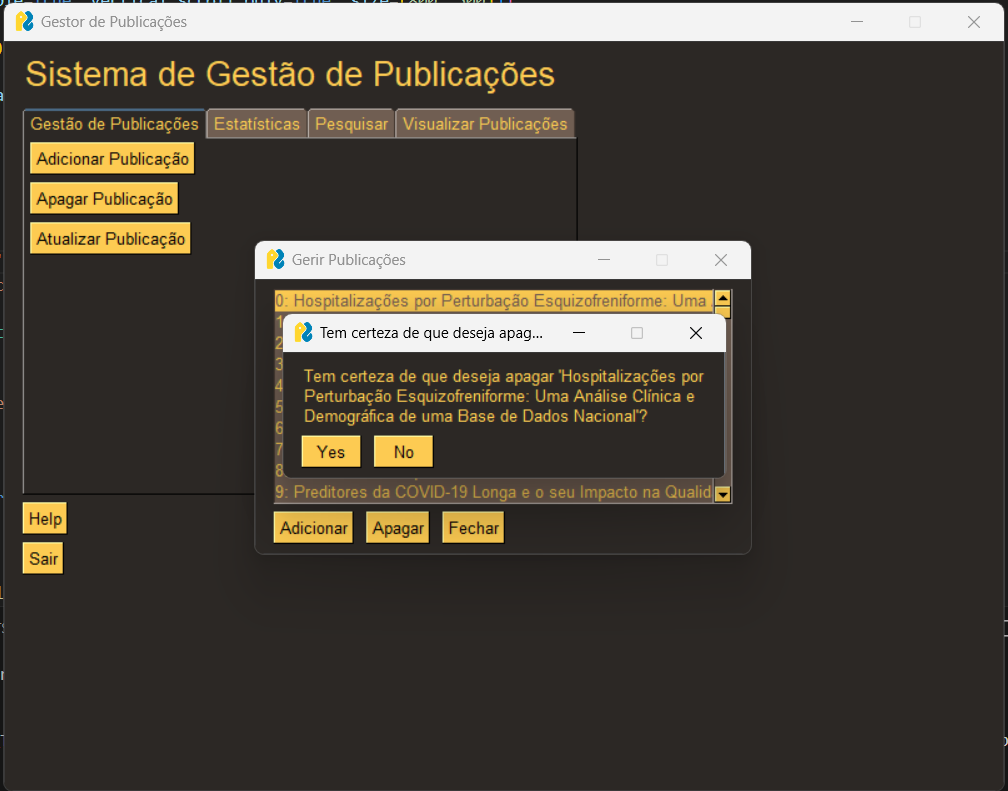 Gestor de Publicações
Sistema de Gestão de Publicações
Gestão de Publicações Estatísticas Pesquisar Visualizar Publicações
Adicionar Publicação
Apagar Publicação
Atualizar Publicação
Gerir Publicações
0: Hospitalizações por Perturbação Esquizofreniforme: Uma
Tem certeza de que deseja apag...
Tem certeza de que deseja apagar 'Hospitalizações por
Perturbação Esquizofreniforme: Uma Análise Clínica e
Demográfica de uma Base de Dados Nacional'?
Yes No
1
2
3
4
5
6
7
8
9: Preditores da COVID-19 Longa e o seu Impacto na Qualid
Adicionar Apagar Fechar
Help
Sair